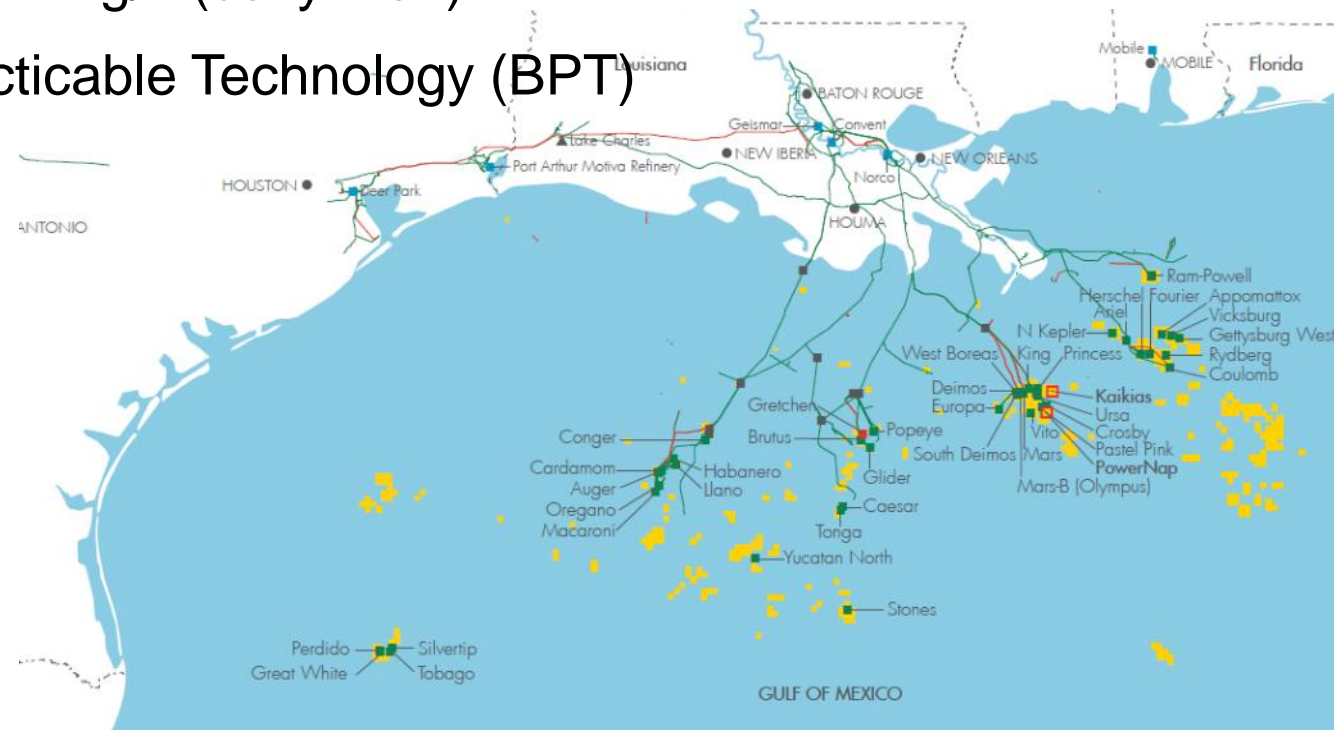 (daily max)
cticable Technology (BPT)
Louisiana
Mobile
MOBILE
Florida
BATON ROUGE
Geismar
Convent
Lake Charles
NEW IBERIA
NEW ORLEANS
Port Arthur Motiva Refinery
Norco
HOUSTON
Deer Park
ANTONIO
HOUMA
Ram-Powell
Herschel Fourier Appomattox
Ariel
Vicksburg
N Kepler
Gettysburg West
West Boreas King Princess
Rydberg
Coulomb
Deimos
Kaikias
Gretchen
Europa
Ursa
Conger
Brutus
Popeye
Vito
Crosby
South Deimos Mars
Pastel Pink
Cardamom
Habanero
PowerNap
Auger
Llano
Glider
Mars-B (Olympus)
Oregano
Caesar
Macaroni
Tonga
Yucatan North
Stones
Perdido
Silvertip
Great White
Tobago
GULF OF MEXICO